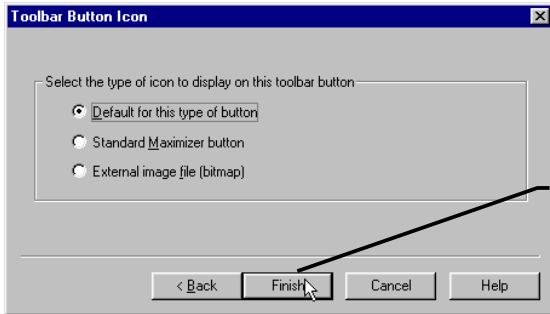 Toolbar Button Icon
Select the type of icon to display on this toolbar button
Default for this type of button
Standard Maximizer button
External image file (bitmap)
< Back Finish Cancel Help